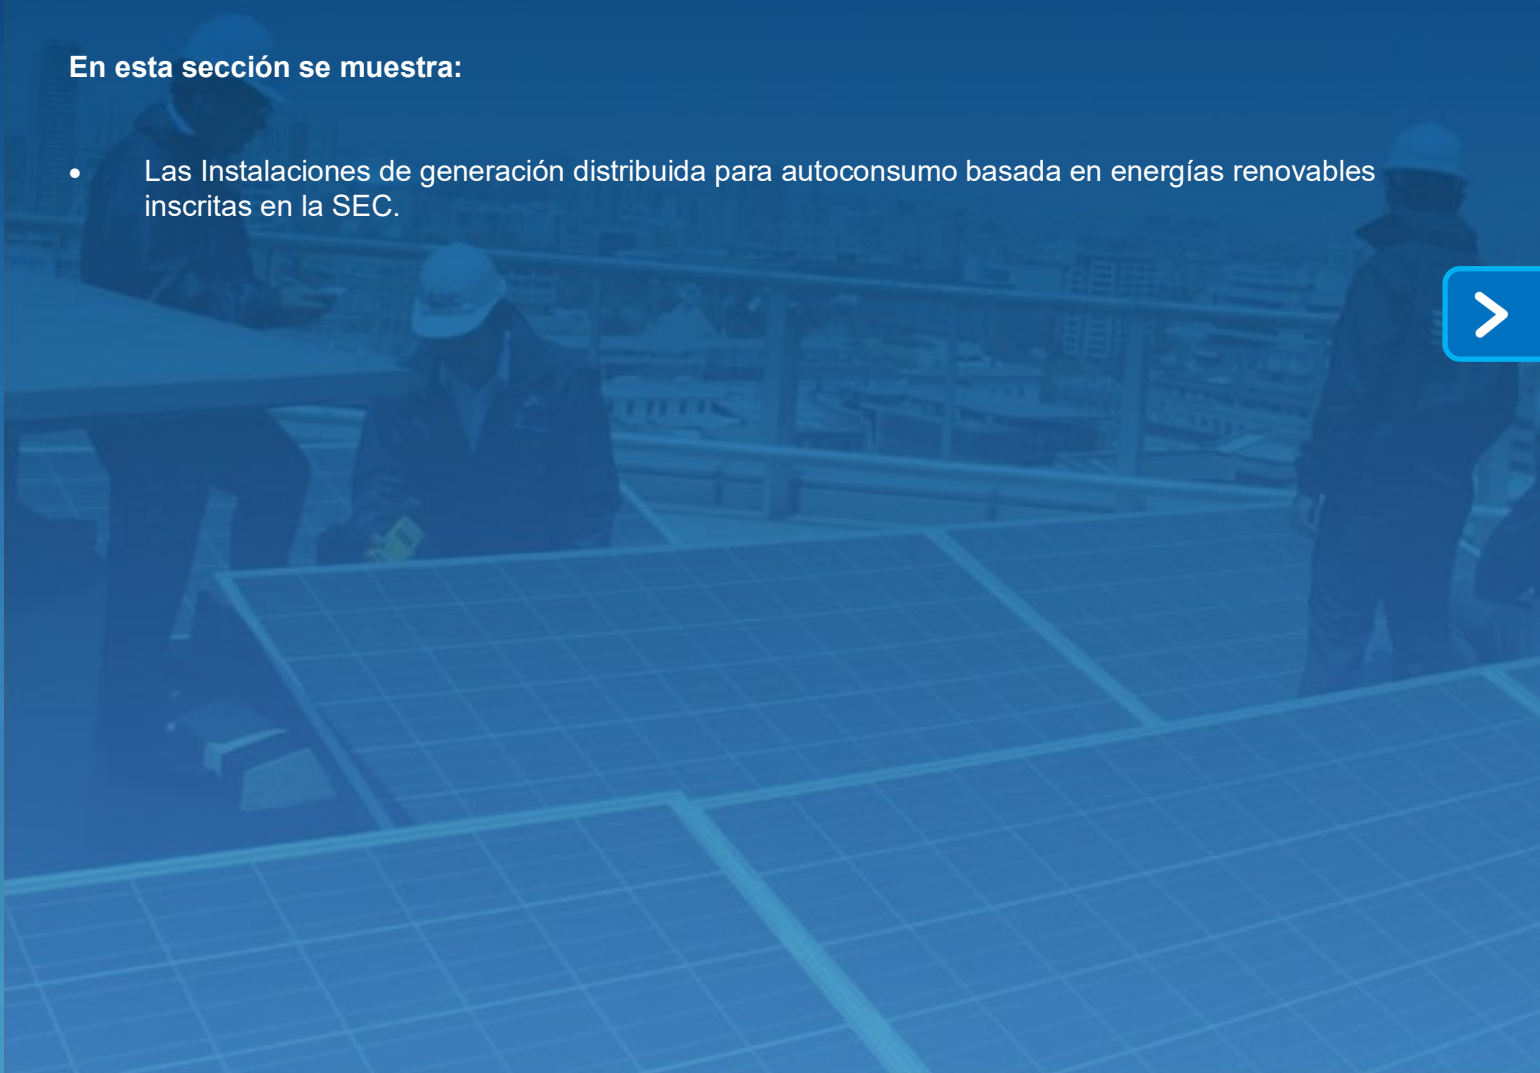 En esta sección se muestra:
• Las Instalaciones de generación distribuida para autoconsumo basada en energías renovables
inscritas en la SEC.